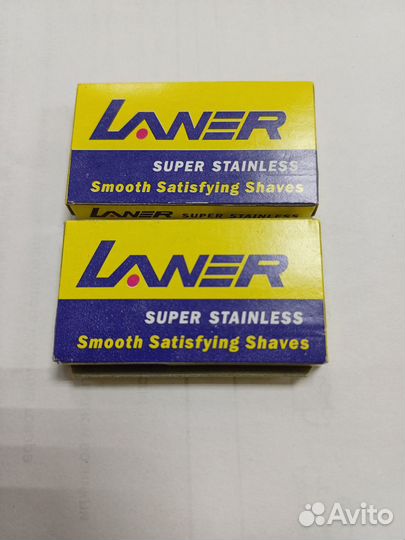 LANER
SUPER STAINLESS
Smooth Satisfying Shaves
LANER SUPER STAINLESS
LANER
SUPER STAINLESS
Smooth Satisfying Shaves
Avito